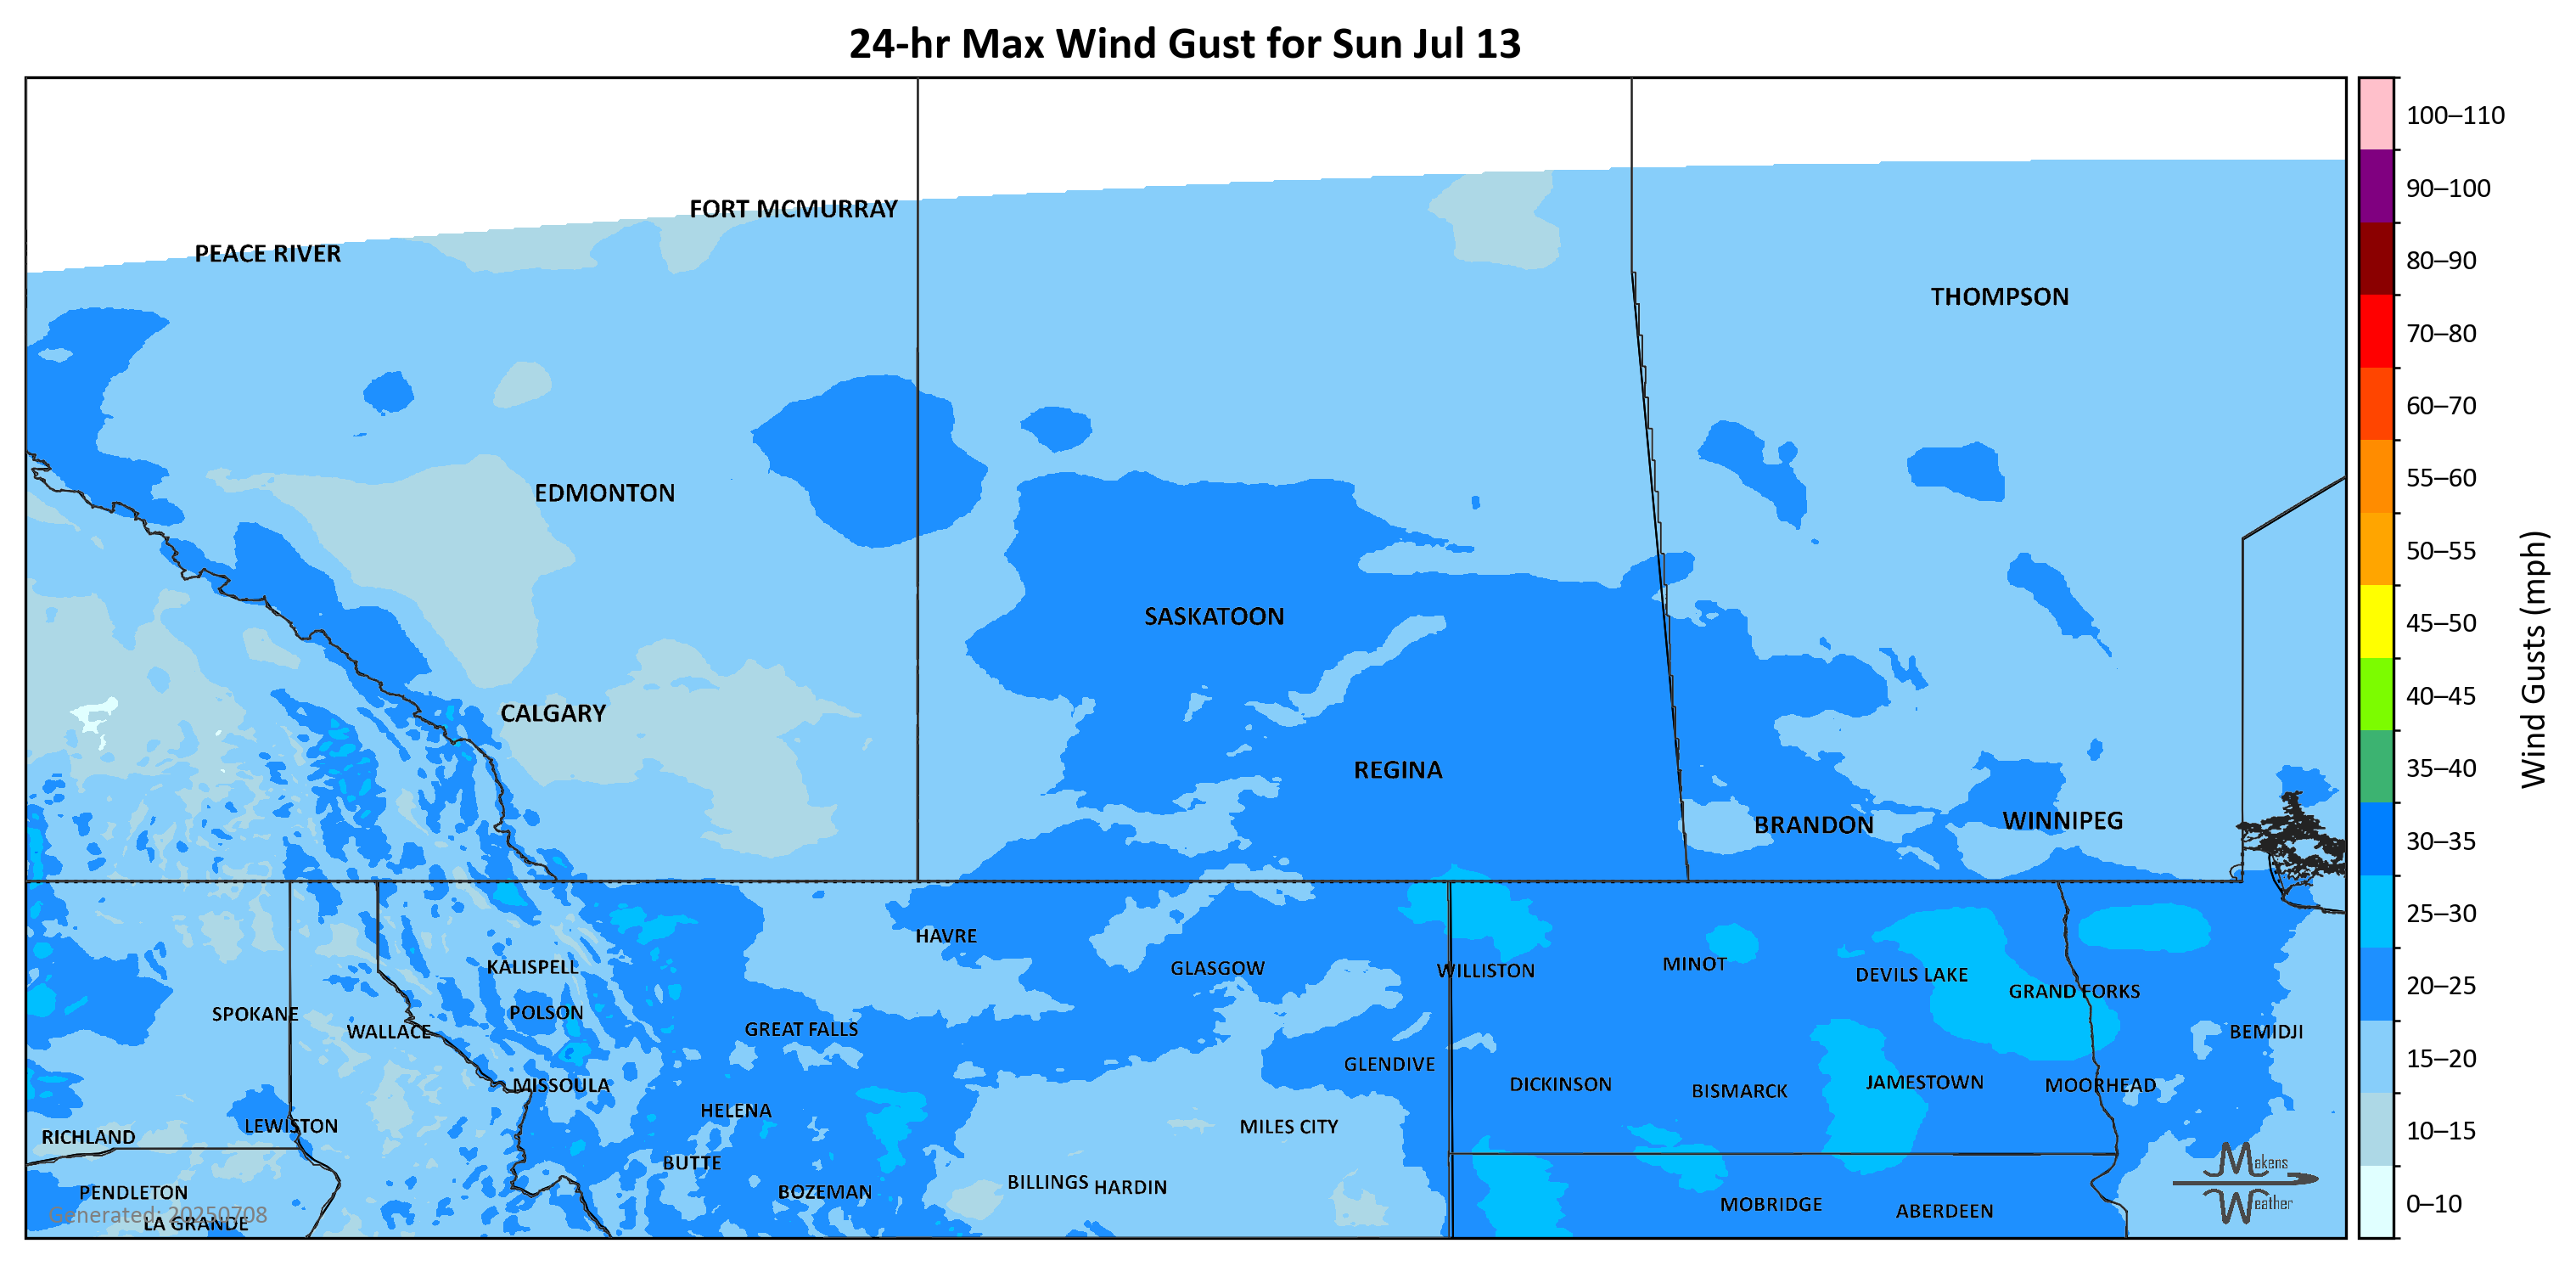 24-hr Max Wind Gust for Sun Jul 13
100–110
90–100
80–90
70–80
60–70
55–60
50–55
45–50
40–45
35–40
30–35
25–30
20–25
15–20
10–15
0–10
Wind Gusts (mph)
FORT MCMURRAY
PEACE RIVER
THOMPSON
EDMONTON
SASKATOON
CALGARY
REGINA
BRANDON
WINNIPEG
HAVRE
KALISPELL
GLASGOW
WILLISTON
MINOT
DEVILS LAKE
GRAND FORKS
SPOKANE
POLSON
WALLACE
GREAT FALLS
BEMIDJI
GLENDIVE
MISSOULA
DICKINSON
BISMARCK
JAMESTOWN
MOORHEAD
HELENA
LEWISTON
RICHLAND
MILES CITY
BUTTE
BILLINGS
HARDIN
PENDLETON
BOZEMAN
MOBRIDGE
ABERDEEN
Generated: 20250708
LA GRANDE
Makens
Weather